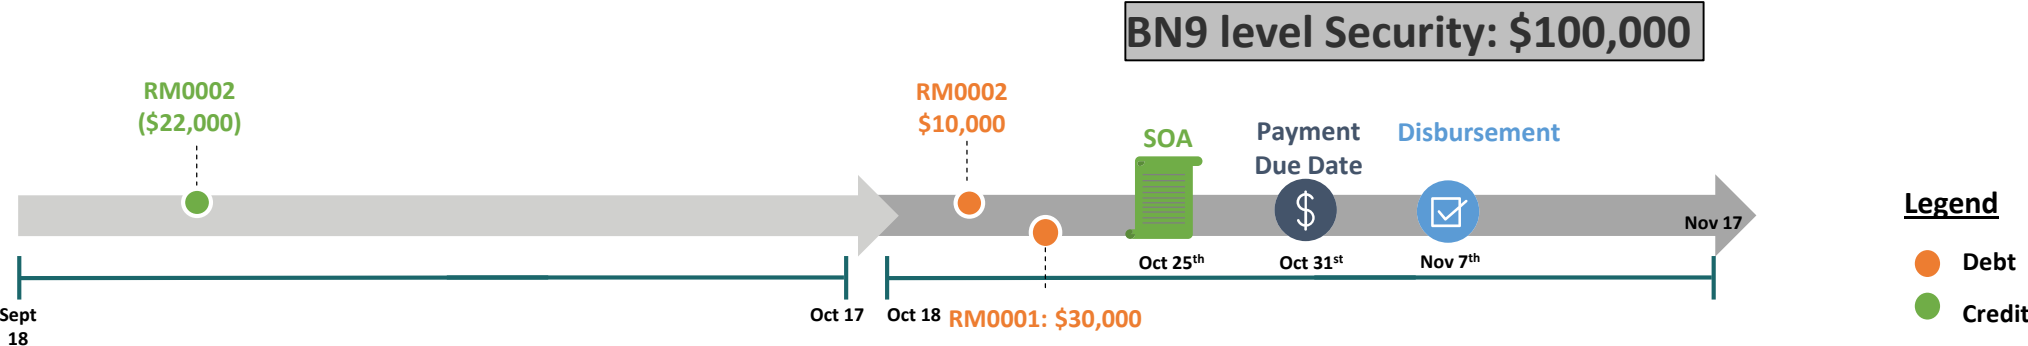 BN9 level Security: $100,000
RM0002
($22,000)
RM0002
$10,000
SOA
Payment
Due Date
Disbursement
$
Nov 17
Legend
Oct 25th
Oct 31st
Nov 7th
Debt
Sept
18
Oct 17
Oct 18
RM0001: $30,000
Credit